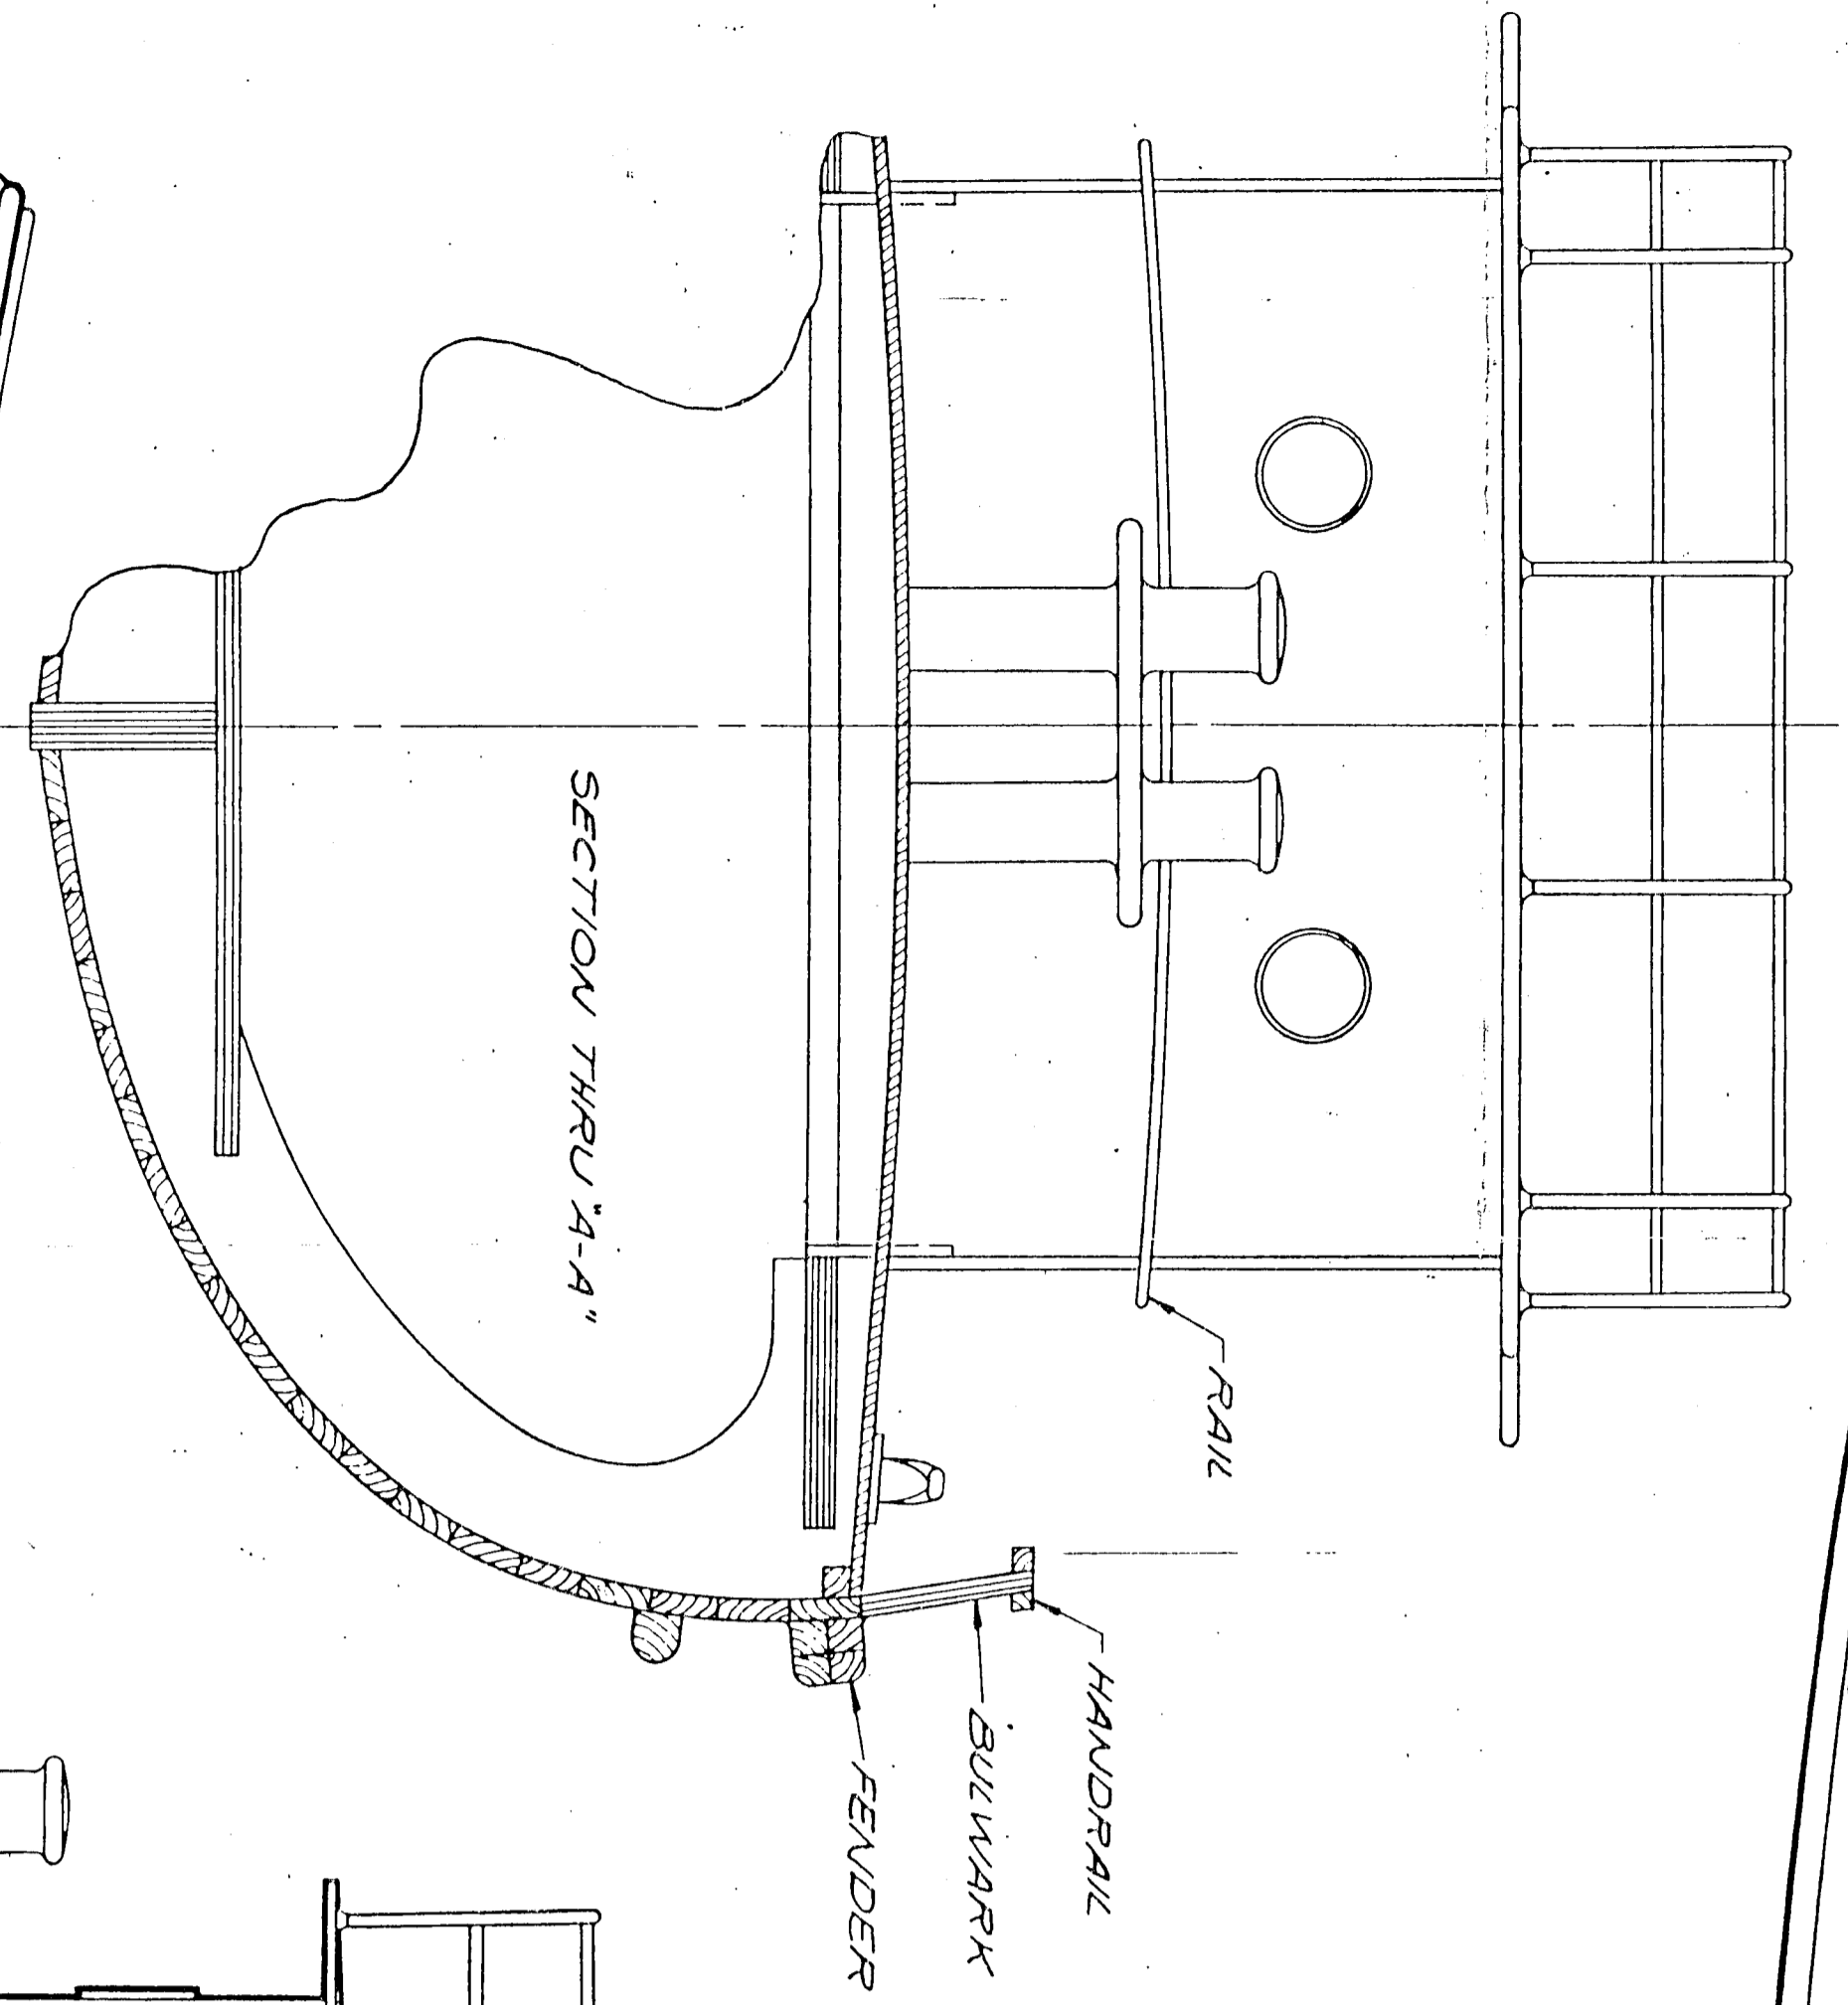 RAIL
HANDRAIL
BULWARK
FENDER
SECTION THRU "A-A"